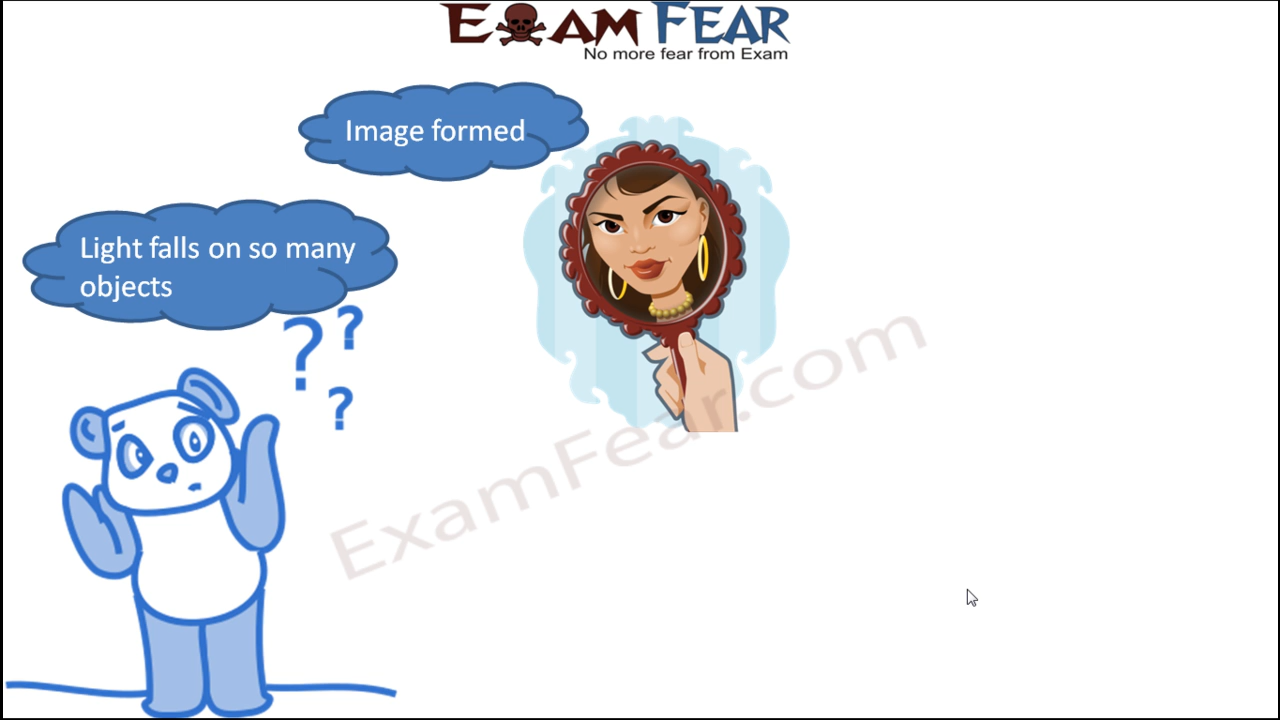 EXAM FEAR
No more fear from Exam
Image formed
Light falls on so many
objects
? ?
?
ExamFear.com